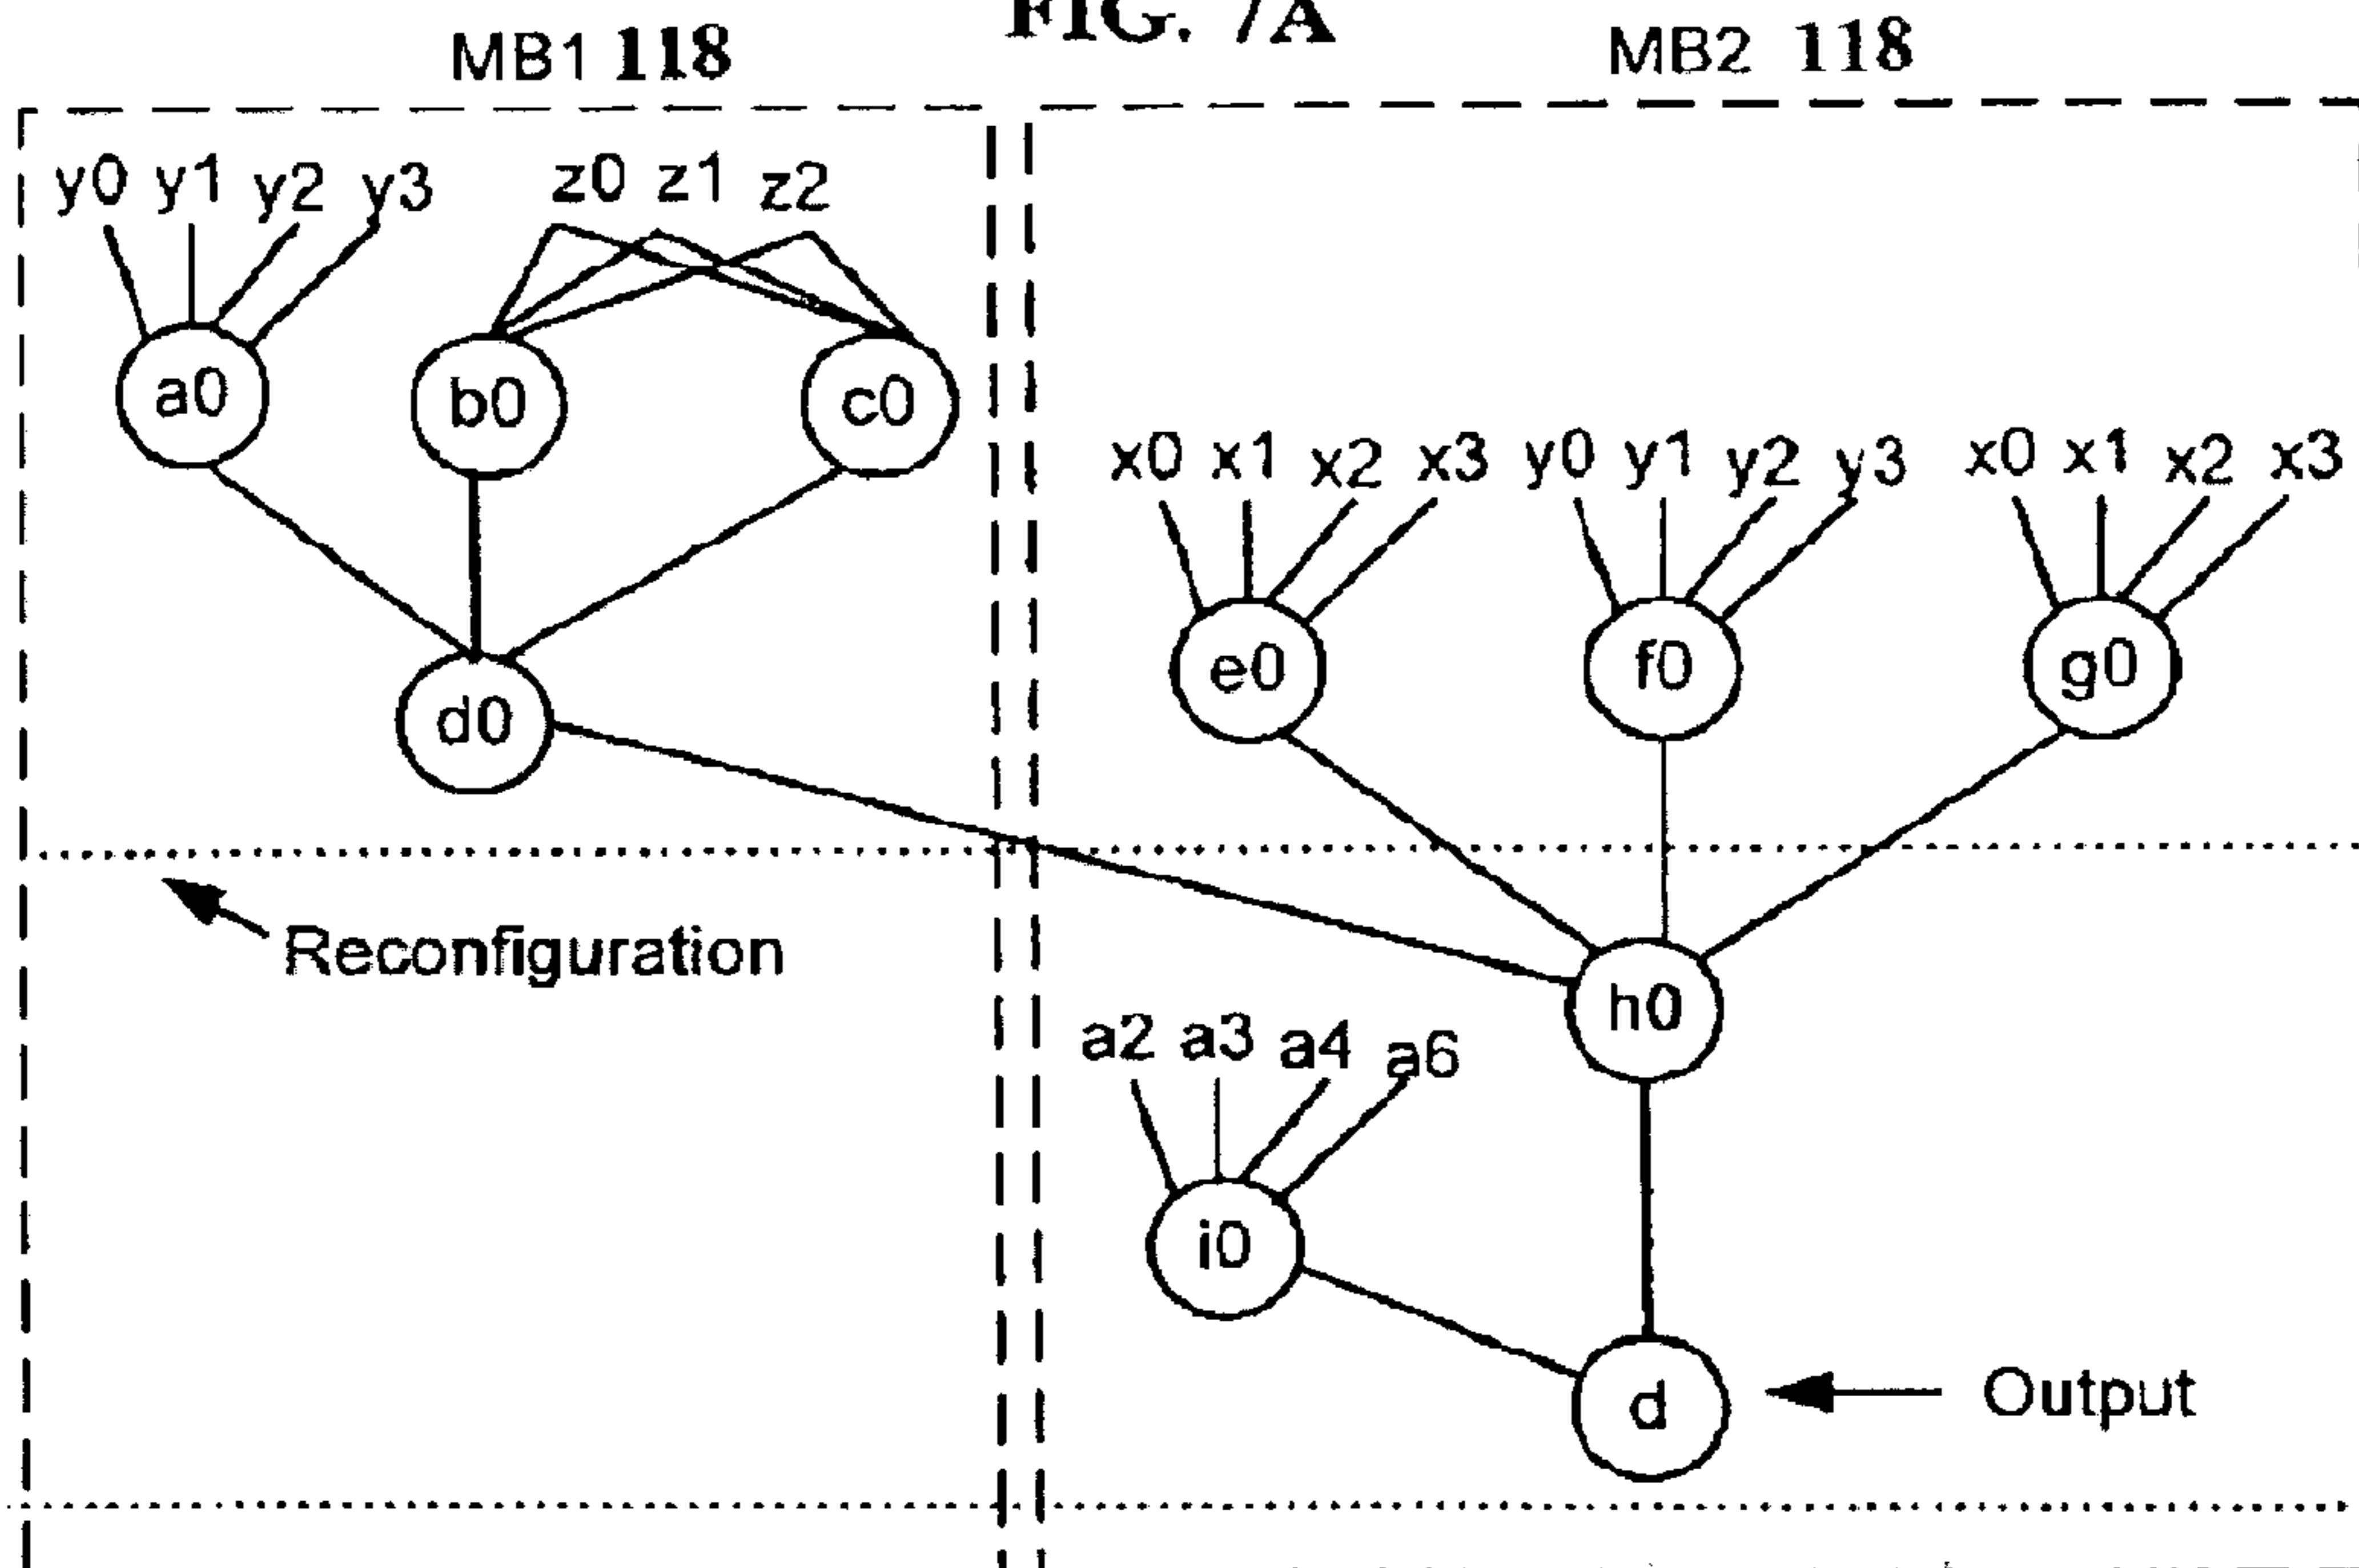 FIG. 7A
MB1 118
MB2 118
y0 y1 y2 y3
z0 z1 z2
a0
b0
c0
x0 x1 x2 x3
y0 y1 y2 y3
x0 x1 x2 x3
e0
f0
g0
d0
Reconfiguration
h0
a2 a3 a4 a6
i0
d
Output